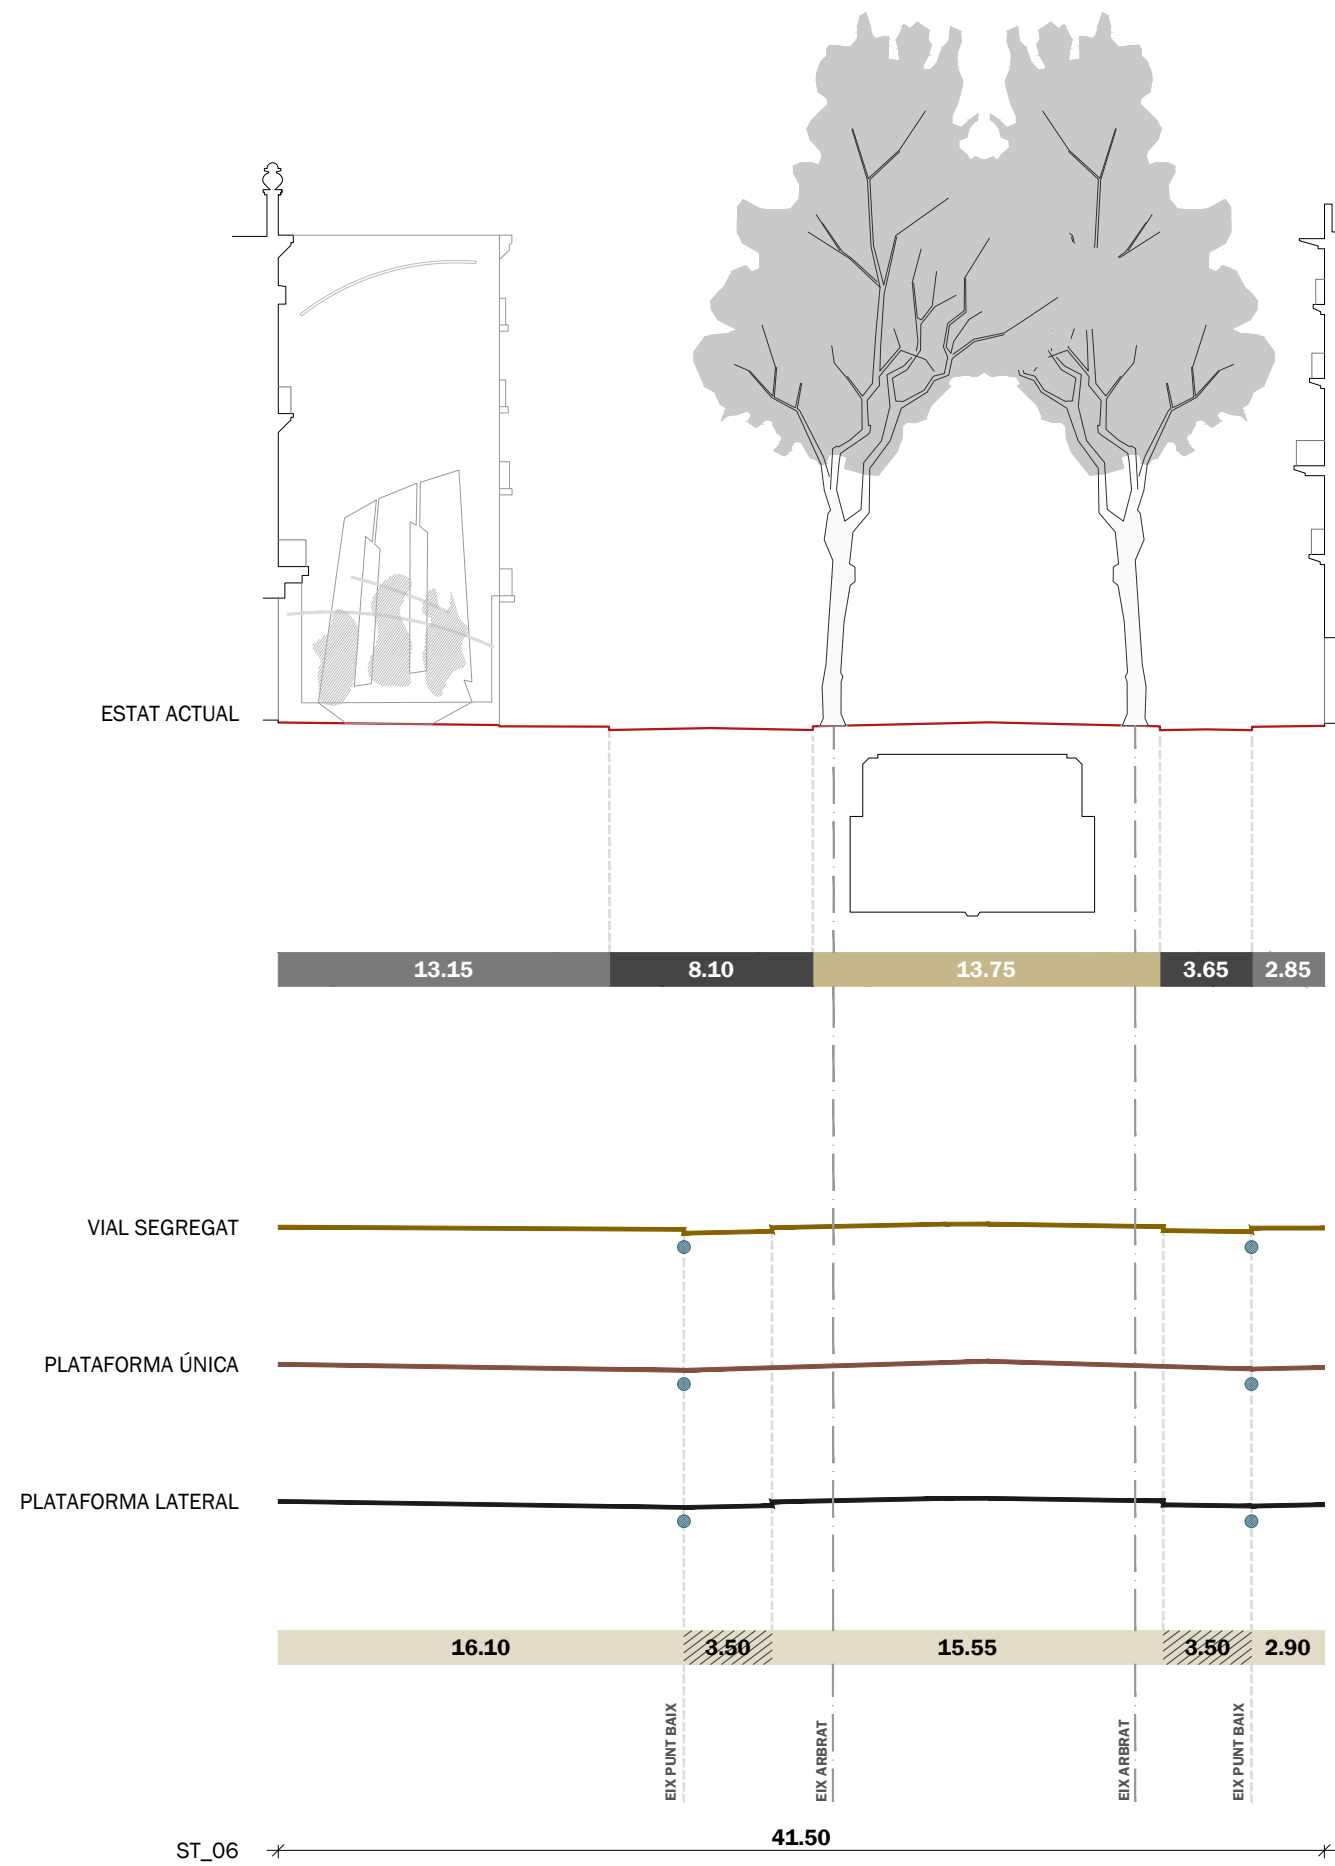 ESTAT ACTUAL
13.15 8.10 13.75 3.65 2.85
VIAL SEGREGAT
PLATAFORMA ÚNICA
PLATAFORMA LATERAL
16.10 3.50 15.55 3.50 2.90
EIX PUNT BAIX
EIX ARBRAT
EIX ARBRAT
EIX PUNT BAIX
41.50
ST_06